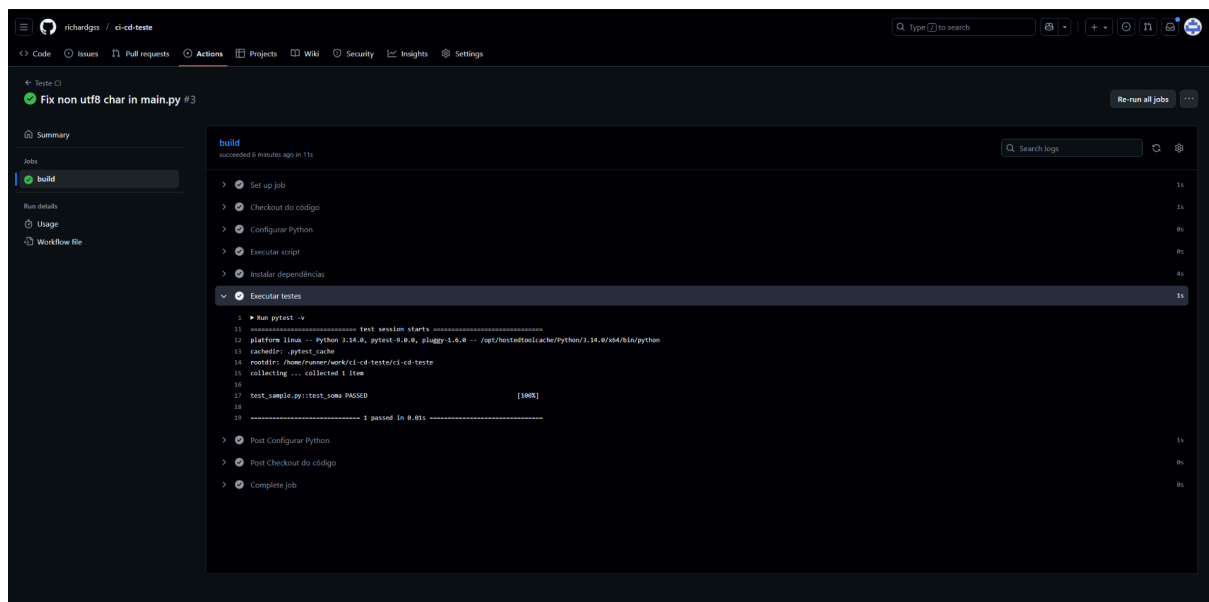 richardgss / ci-cd-teste
Type / to search
Code Issues Pull requests Actions Projects Wiki Security Insights Settings
← Teste CI
Fix non utf8 char in main.py #3
Re-run all jobs
Summary
Jobs
build
Run details
Usage
Workflow file
build
succeeded 6 minutes ago in 11s
Search logs
Set up job 1s
Checkout do código 1s
Configurar Python 0s
Executar script 0s
Instalar dependências 4s
Executar testes 1s
1 ▶ Run pytest -v
11 ============================= test session starts ==============================
12 platform linux -- Python 3.14.0, pytest-9.0.0, pluggy-1.6.0 -- /opt/hostedtoolcache/Python/3.14.0/x64/bin/python
13 cachedir: .pytest_cache
14 rootdir: /home/runner/work/ci-cd-teste/ci-cd-teste
15 collecting ... collected 1 item
16
17 test_sample.py::test_soma PASSED [100%]
18
19 ============================== 1 passed in 0.01s ===============================
Post Configurar Python 1s
Post Checkout do código 0s
Complete job 0s